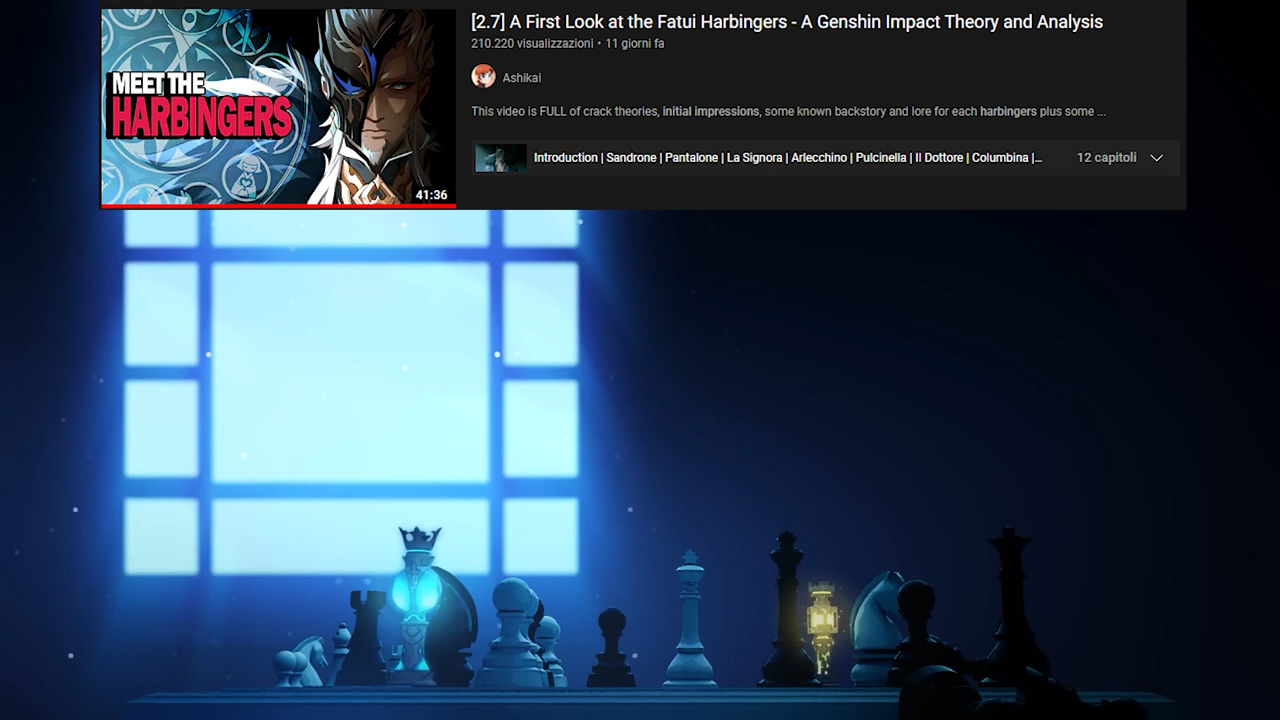 MEET THE
HARBINGERS
41:36
[2.7] A First Look at the Fatui Harbingers - A Genshin Impact Theory and Analysis
210.220 visualizzazioni • 11 giorni fa
Ashikai
This video is FULL of crack theories, initial impressions, some known backstory and lore for each harbingers plus some ...
Introduction | Sandrone | Pantalone | La Signora | Arlecchino | Pulcinella | Il Dottore | Columbina |...
12 capitoli